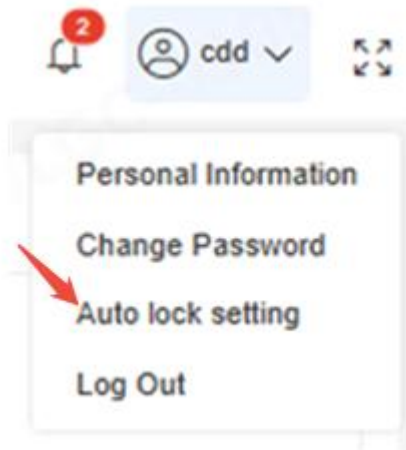 2
cdd
Personal Information
Change Password
Auto lock setting
Log Out